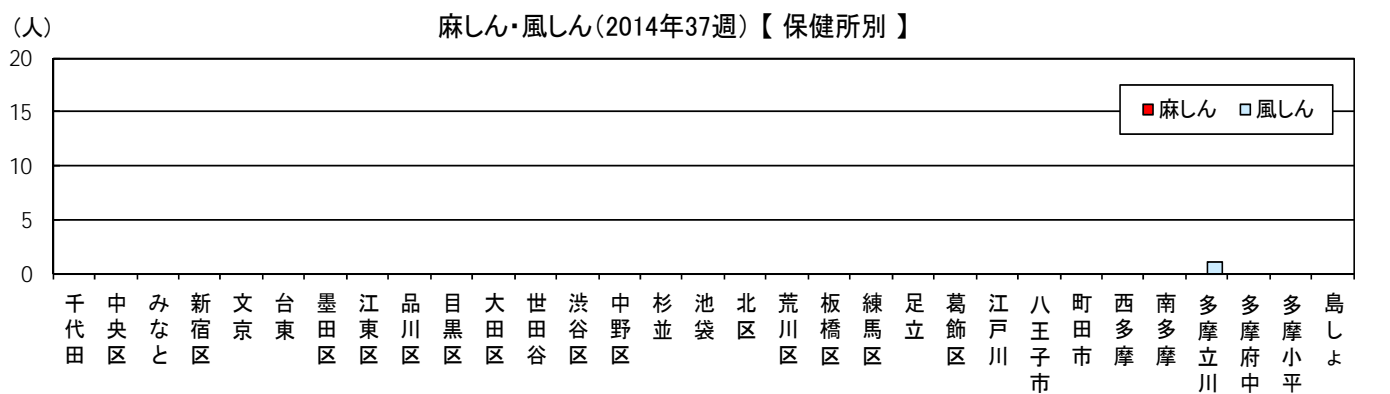 (人)
麻しん・風しん（2014年37週）【 保健所別 】
20
15
10
5
0
麻しん 風しん
千代田
中央区
みなと
新宿区
文京
台東
墨田区
江東区
品川区
目黒区
大田区
世田谷
渋谷区
中野区
杉並
池袋
北区
荒川区
板橋区
練馬区
足立
葛飾区
江戸川
八王子市
町田市
西多摩
南多摩
多摩立川
多摩府中
多摩小平
島しょ